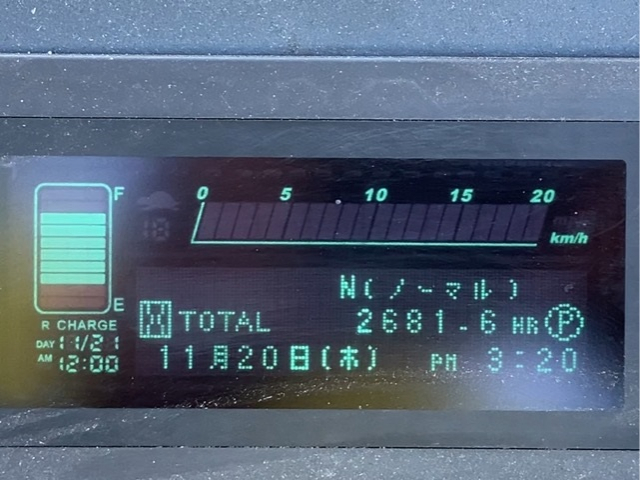 F
0 5 10 15 20
km/h
E
N(ノーマル)
TOTAL 2681.6 HR P
R CHARGE
DAY 11/21
AM 12:00
11月20日(木) PM 3:20